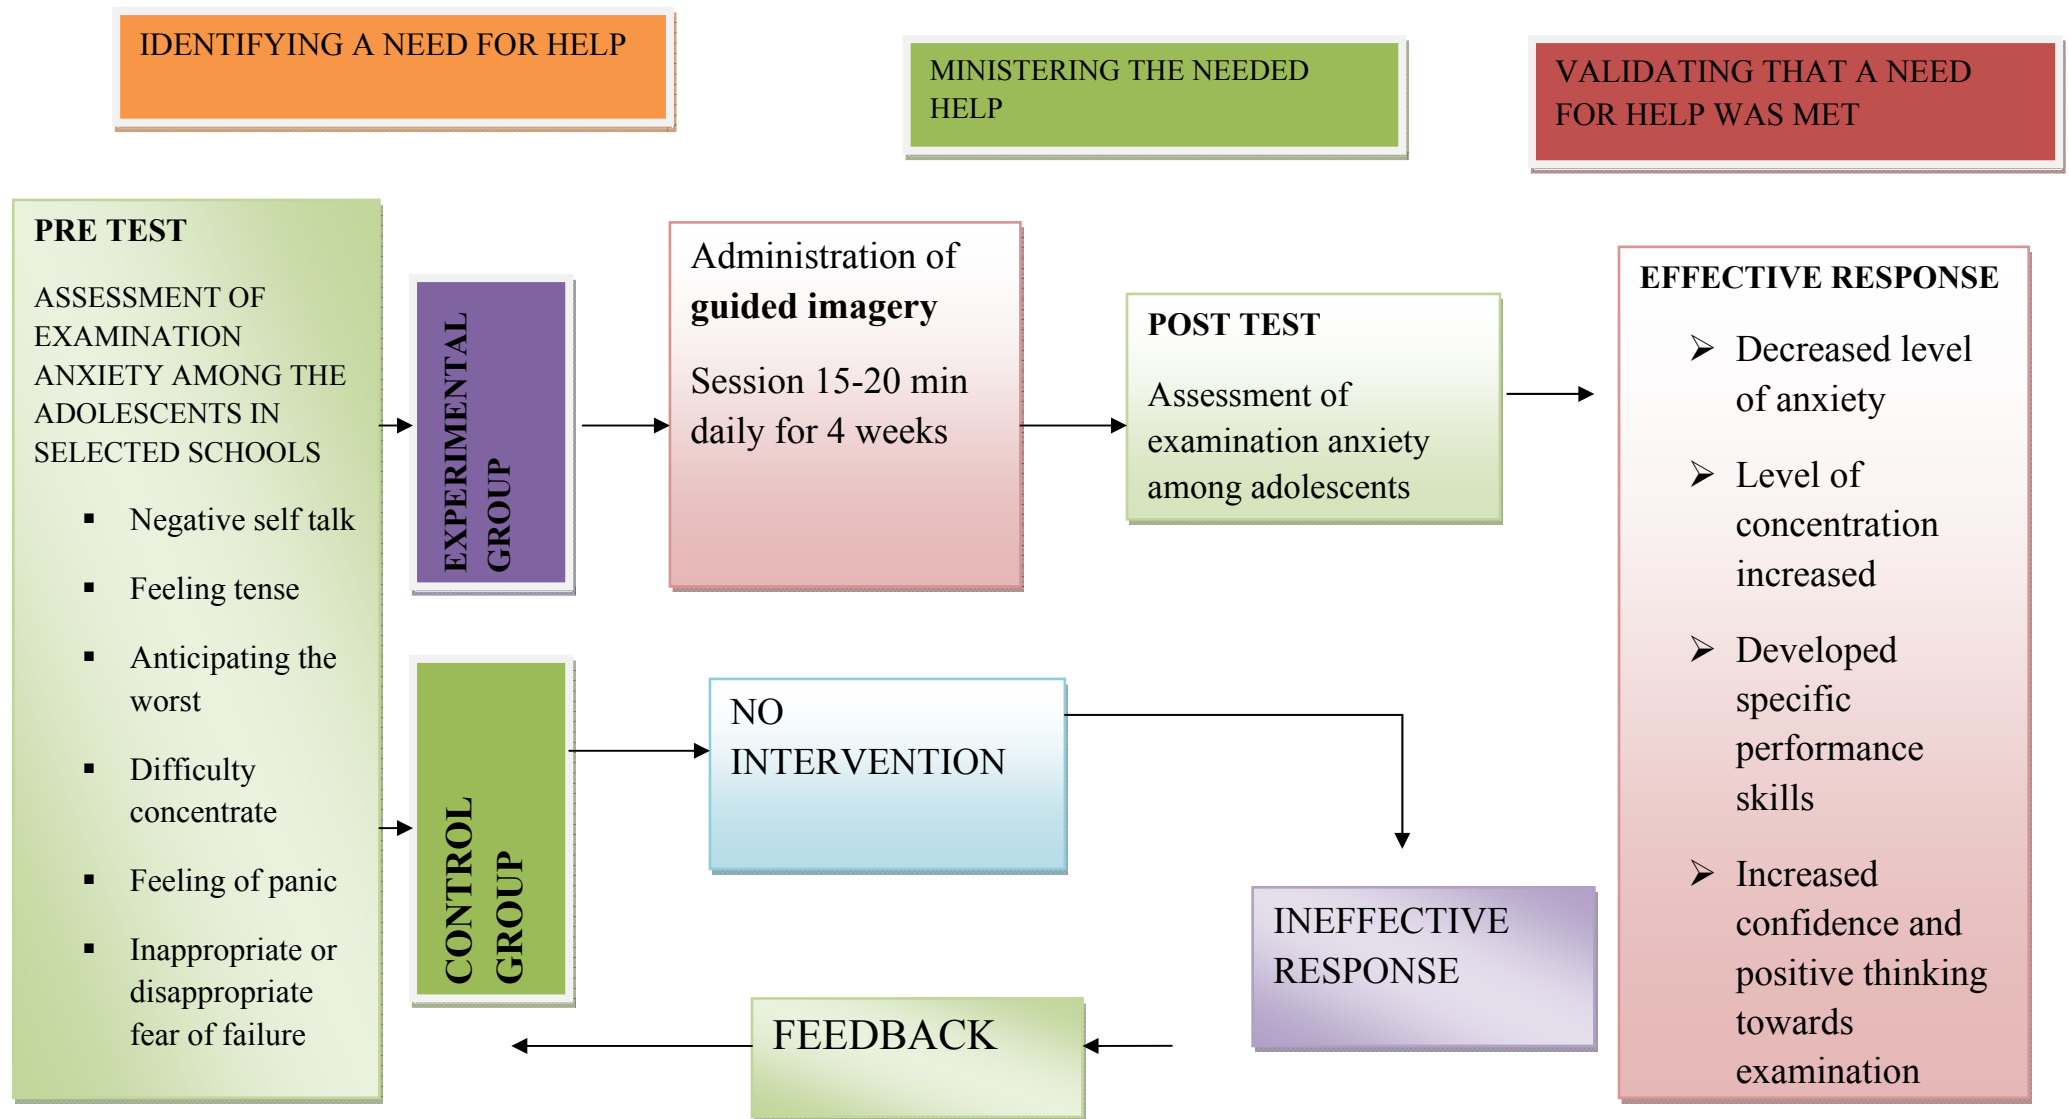 IDENTIFYING A NEED FOR HELP
MINISTERING THE NEEDED
HELP
VALIDATING THAT A NEED
FOR HELP WAS MET
PRE TEST
ASSESSMENT OF
EXAMINATION
ANXIETY AMONG THE
ADOLESCENTS IN
SELECTED SCHOOLS
▪ Negative self talk
▪ Feeling tense
▪ Anticipating the
worst
▪ Difficulty
concentrate
▪ Feeling of panic
▪ Inappropriate or
disappropriate
fear of failure
EXPERIMENTAL
GROUP
Administration of
guided imagery
Session 15-20 min
daily for 4 weeks
POST TEST
Assessment of
examination anxiety
among adolescents
EFFECTIVE RESPONSE
➢ Decreased level
of anxiety
➢ Level of
concentration
increased
➢ Developed
specific
performance
skills
➢ Increased
confidence and
positive thinking
towards
examination
CONTROL
GROUP
NO
INTERVENTION
INEFFECTIVE
RESPONSE
FEEDBACK